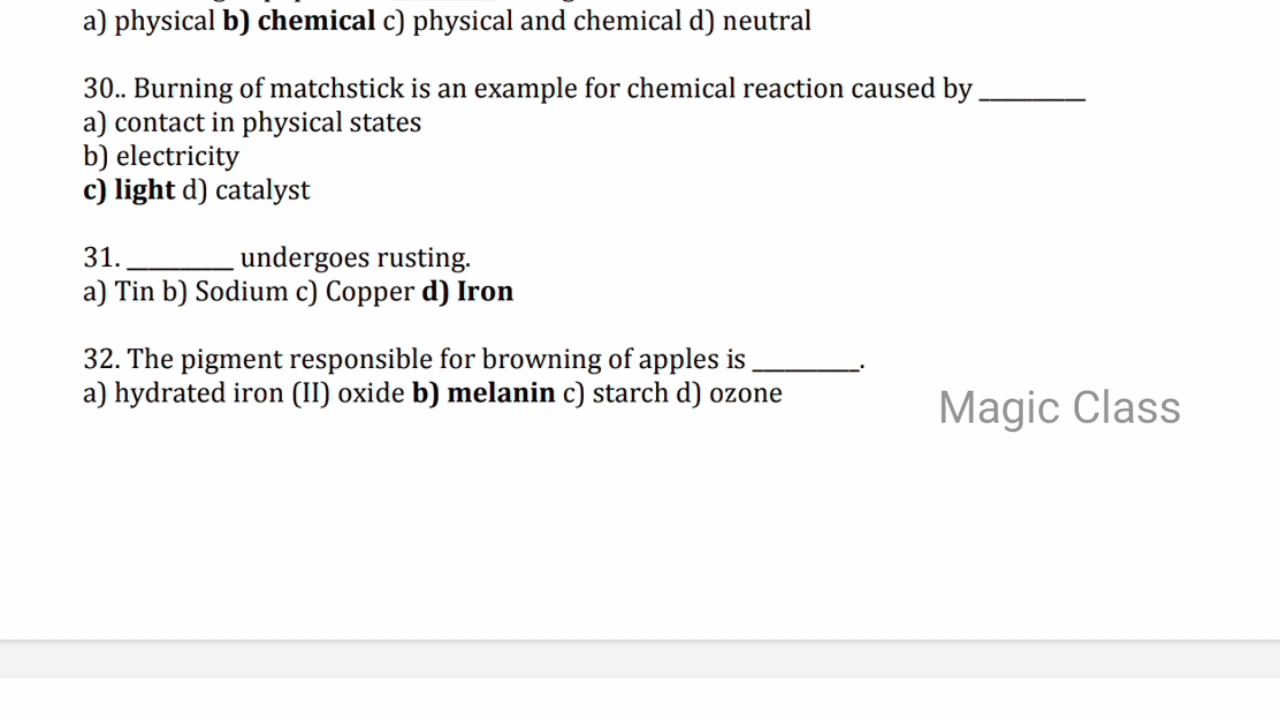 a) physical b) chemical c) physical and chemical d) neutral
30.. Burning of matchstick is an example for chemical reaction caused by ________
a) contact in physical states
b) electricity
c) light d) catalyst
31. ________ undergoes rusting.
a) Tin b) Sodium c) Copper d) Iron
32. The pigment responsible for browning of apples is ________.
a) hydrated iron (II) oxide b) melanin c) starch d) ozone
Magic Class